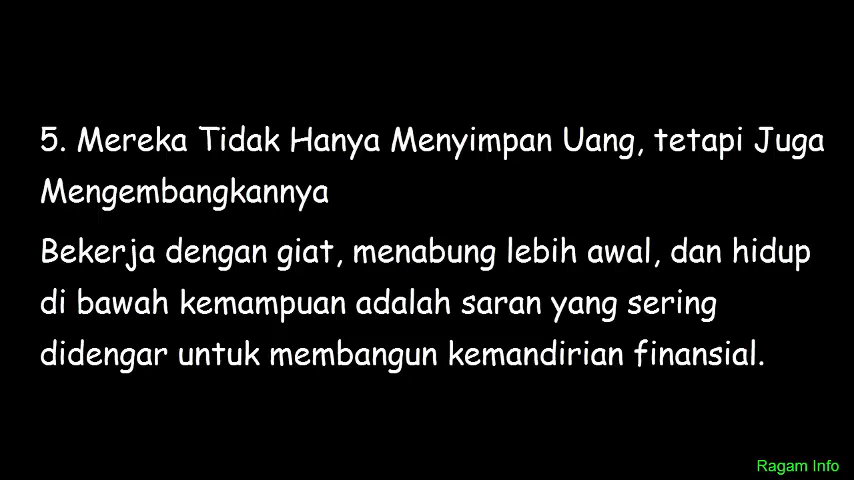 5. Mereka Tidak Hanya Menyimpan Uang, tetapi Juga
Mengembangkannya
Bekerja dengan giat, menabung lebih awal, dan hidup
di bawah kemampuan adalah saran yang sering
didengar untuk membangun kemandirian finansial.
Ragam Info